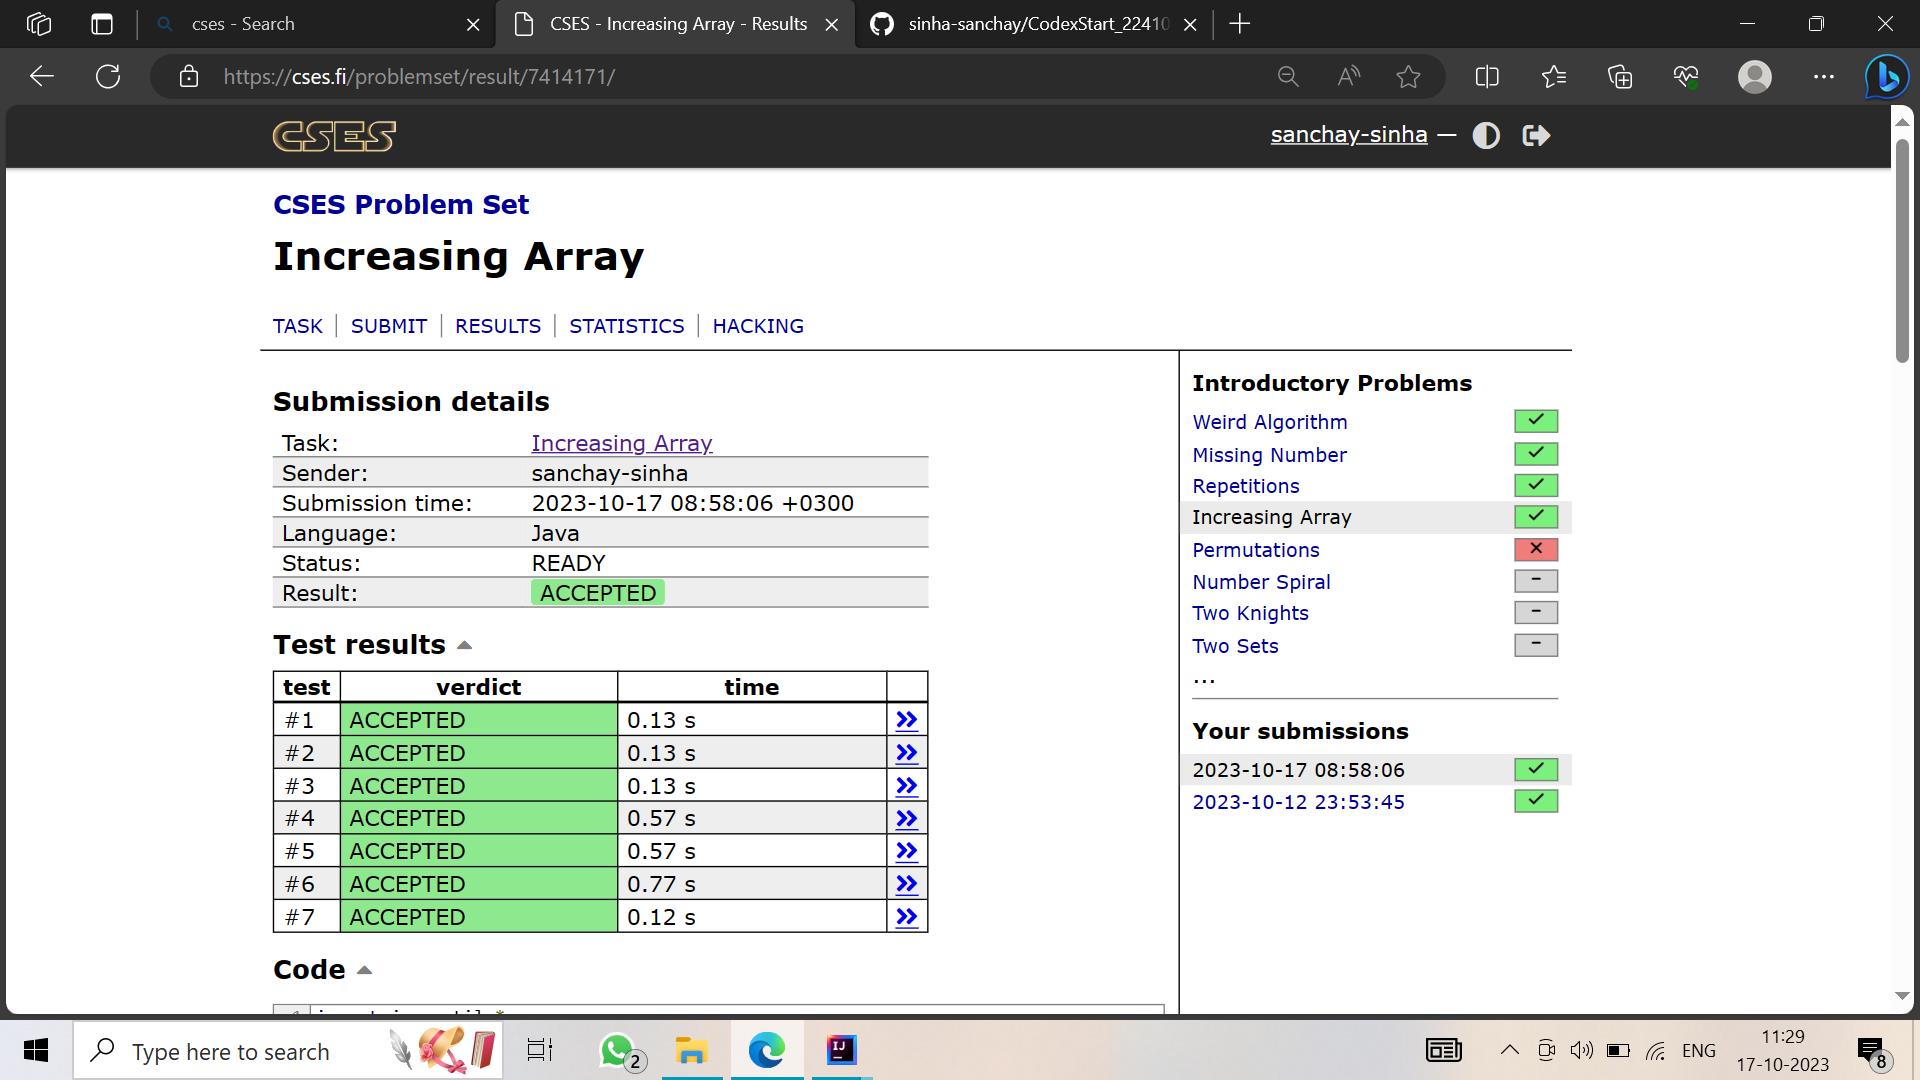 cses - Search
CSES - Increasing Array - Results
sinha-sanchay/CodexStart_22410
https://cses.fi/problemset/result/7414171/
CSES
sanchay-sinha —
CSES Problem Set
Increasing Array
TASK | SUBMIT | RESULTS | STATISTICS | HACKING
Submission details
Task: Increasing Array
Sender: sanchay-sinha
Submission time: 2023-10-17 08:58:06 +0300
Language: Java
Status: READY
Result: ACCEPTED
Test results
test verdict time
#1 ACCEPTED 0.13 s
#2 ACCEPTED 0.13 s
#3 ACCEPTED 0.13 s
#4 ACCEPTED 0.57 s
#5 ACCEPTED 0.57 s
#6 ACCEPTED 0.77 s
#7 ACCEPTED 0.12 s
Code
Introductory Problems
Weird Algorithm
Missing Number
Repetitions
Increasing Array
Permutations
Number Spiral
Two Knights
Two Sets
...
Your submissions
2023-10-17 08:58:06
2023-10-12 23:53:45
Type here to search
2
IJ
ENG
11:29
17-10-2023
8